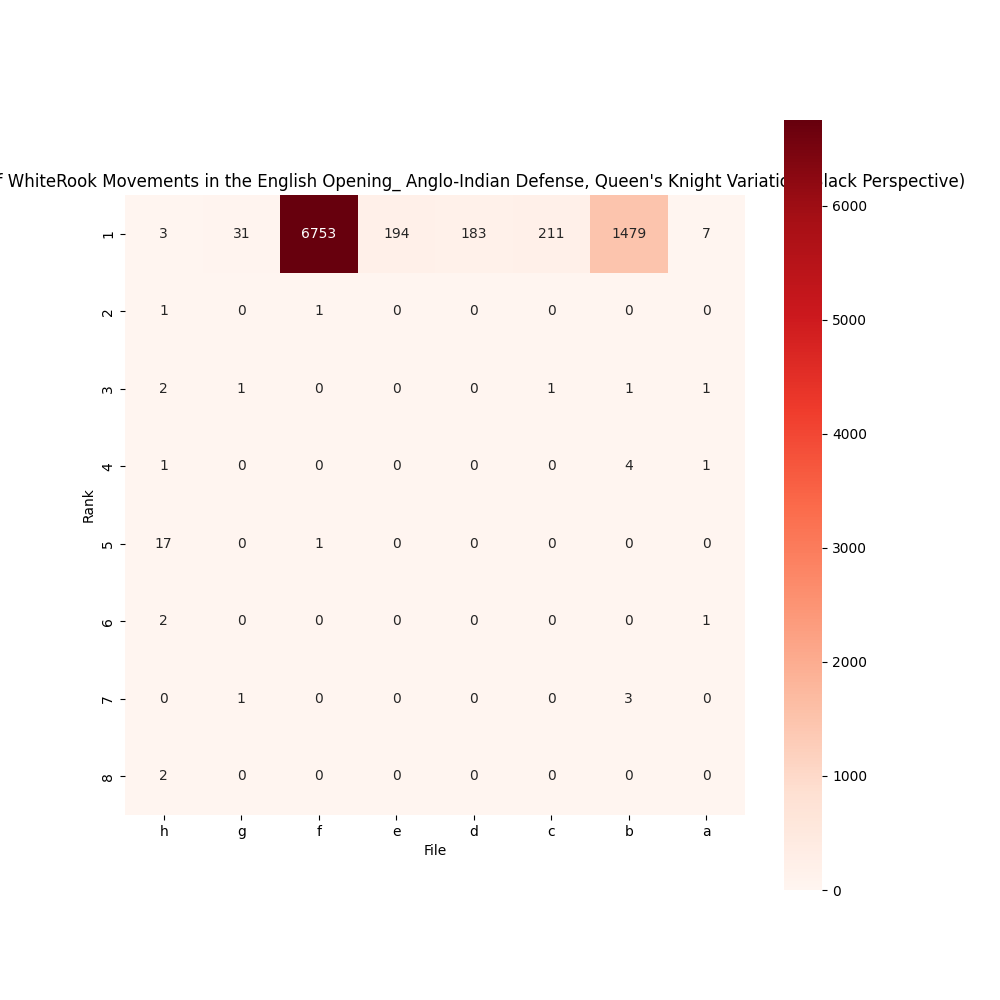 WhiteRook Movements in the English Opening_ Anglo-Indian Defense, Queen's Knight Perspective)
1 3 31 6753 194 183 211 1479 7
2 1 0 1 0 0 0 0 0
3 2 1 0 0 0 1 1 1
4 1 0 0 0 0 0 4 1
5 17 0 1 0 0 0 0 0
6 2 0 0 0 0 0 0 1
7 0 1 0 0 0 0 3 0
8 2 0 0 0 0 0 0 0
h g f e d c b a
File
Rank
6000
5000
4000
3000
2000
1000
0